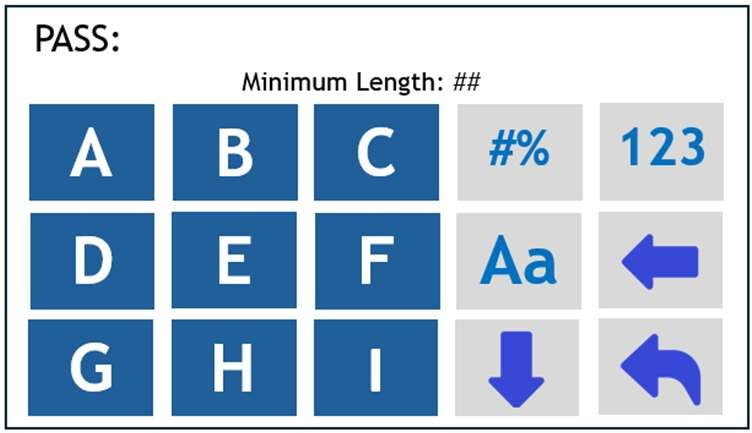 PASS:
Minimum Length: ##
A B C #% 123
D E F Aa
G H I